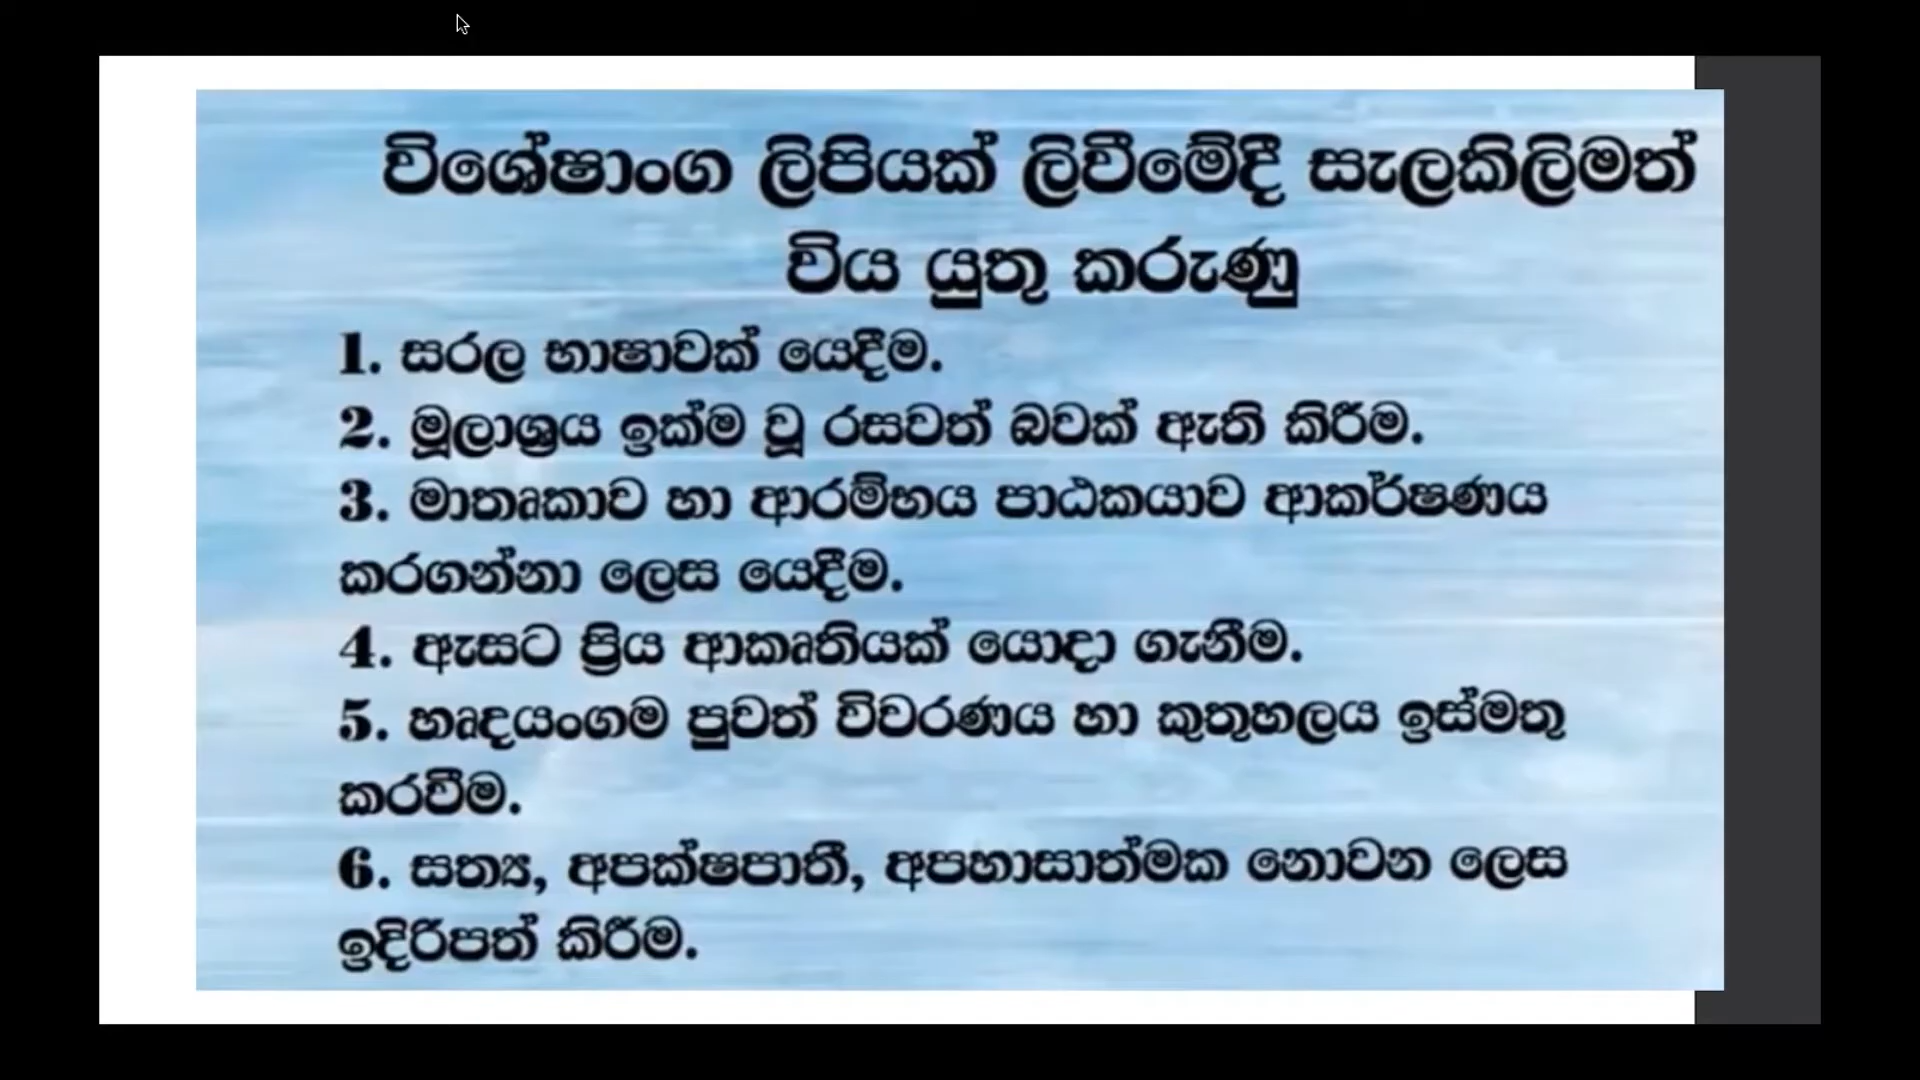 විශේෂාංග ලිපියක් ලිවීමේදී සැලකිලිමත්
විය යුතු කරුණු
1. සරල භාෂාවක් යෙදීම.
2. මූලාශ්‍රය ඉක්ම වූ රසවත් බවක් ඇති කිරීම.
3. මාතෘකාව හා ආරම්භය පාඨකයාව ආකර්ෂණය
කරගන්නා ලෙස යෙදීම.
4. ඇසට ප්‍රිය ආකෘතියක් යොදා ගැනීම.
5. හෘදයංගම පුවත් විවරණය හා කුතුහලය ඉස්මතු
කරවීම.
6. සත්‍ය, අපක්ෂපාතී, අපහාසාත්මක නොවන ලෙස
ඉදිරිපත් කිරීම.